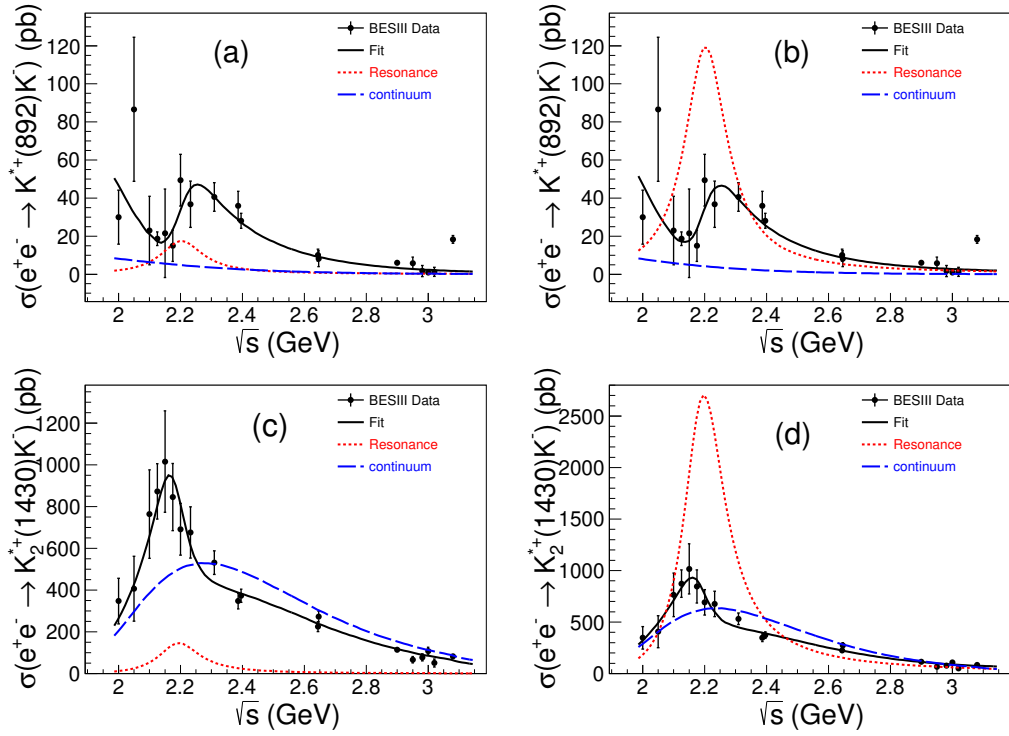 σ(e⁺e⁻ → K*⁺(892)K⁻) (pb)
120
100
80
60
40
20
0
(a)
BESIII Data
Fit
Resonance
continuum
2 2.2 2.4 2.6 2.8 3
√s (GeV)
σ(e⁺e⁻ → K*⁺(892)K⁻) (pb)
120
100
80
60
40
20
0
(b)
BESIII Data
Fit
Resonance
continuum
2 2.2 2.4 2.6 2.8 3
√s (GeV)
σ(e⁺e⁻ → K₂*⁺(1430)K⁻) (pb)
1200
1000
800
600
400
200
0
(c)
BESIII Data
Fit
Resonance
continuum
2 2.2 2.4 2.6 2.8 3
√s (GeV)
σ(e⁺e⁻ → K₂*⁺(1430)K⁻) (pb)
2500
2000
1500
1000
500
0
(d)
BESIII Data
Fit
Resonance
continuum
2 2.2 2.4 2.6 2.8 3
√s (GeV)